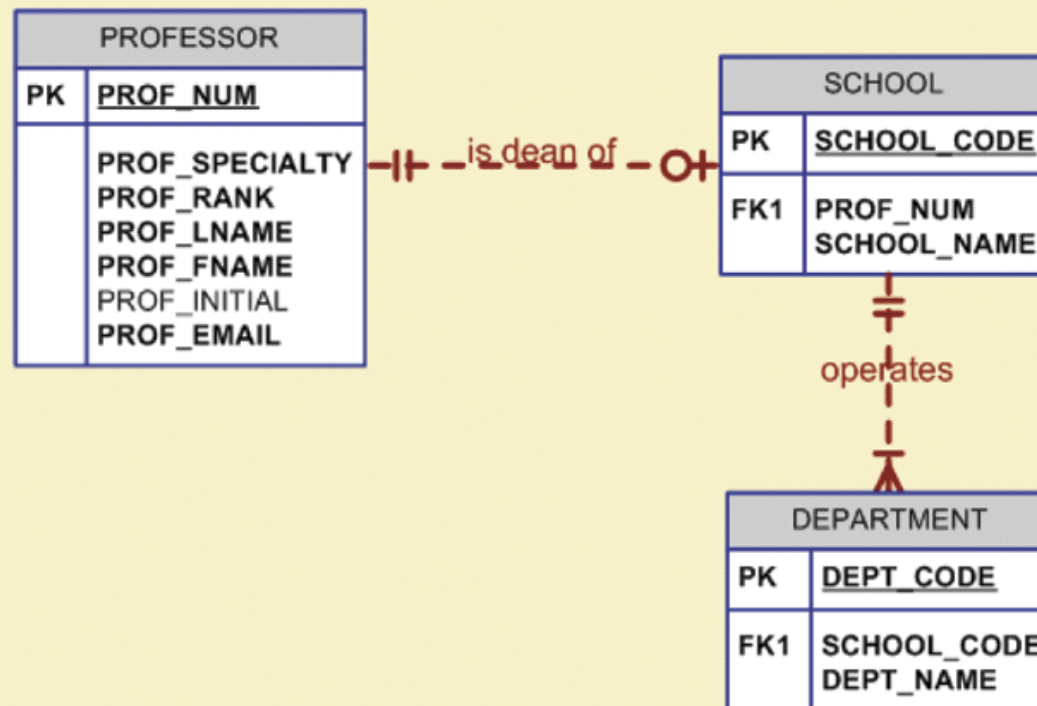 PROFESSOR
PK PROF_NUM
PROF_SPECIALTY
PROF_RANK
PROF_LNAME
PROF_FNAME
PROF_INITIAL
PROF_EMAIL
is dean of
SCHOOL
PK SCHOOL_CODE
FK1 PROF_NUM
SCHOOL_NAME
operates
DEPARTMENT
PK DEPT_CODE
FK1 SCHOOL_CODE
DEPT_NAME